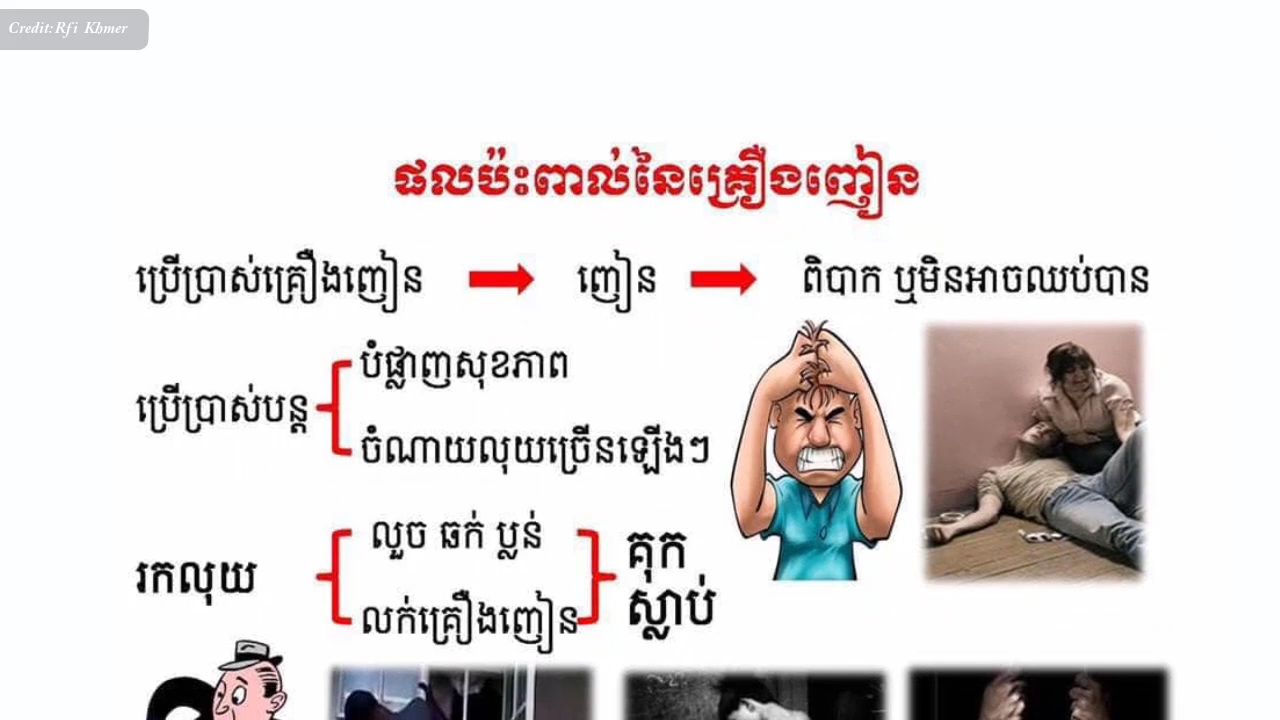 Credit:Rfi Khmer
ផលប៉ះពាល់នៃគ្រឿងញៀន
ប្រើប្រាស់គ្រឿងញៀន ញៀន ពិបាក ឬមិនអាចឈប់បាន
បំផ្លាញសុខភាព
ប្រើប្រាស់បន្ត
ចំណាយលុយច្រើនឡើងៗ
លួច ឆក់ ប្លន់
គុក
រកលុយ
ស្លាប់
លក់គ្រឿងញៀន